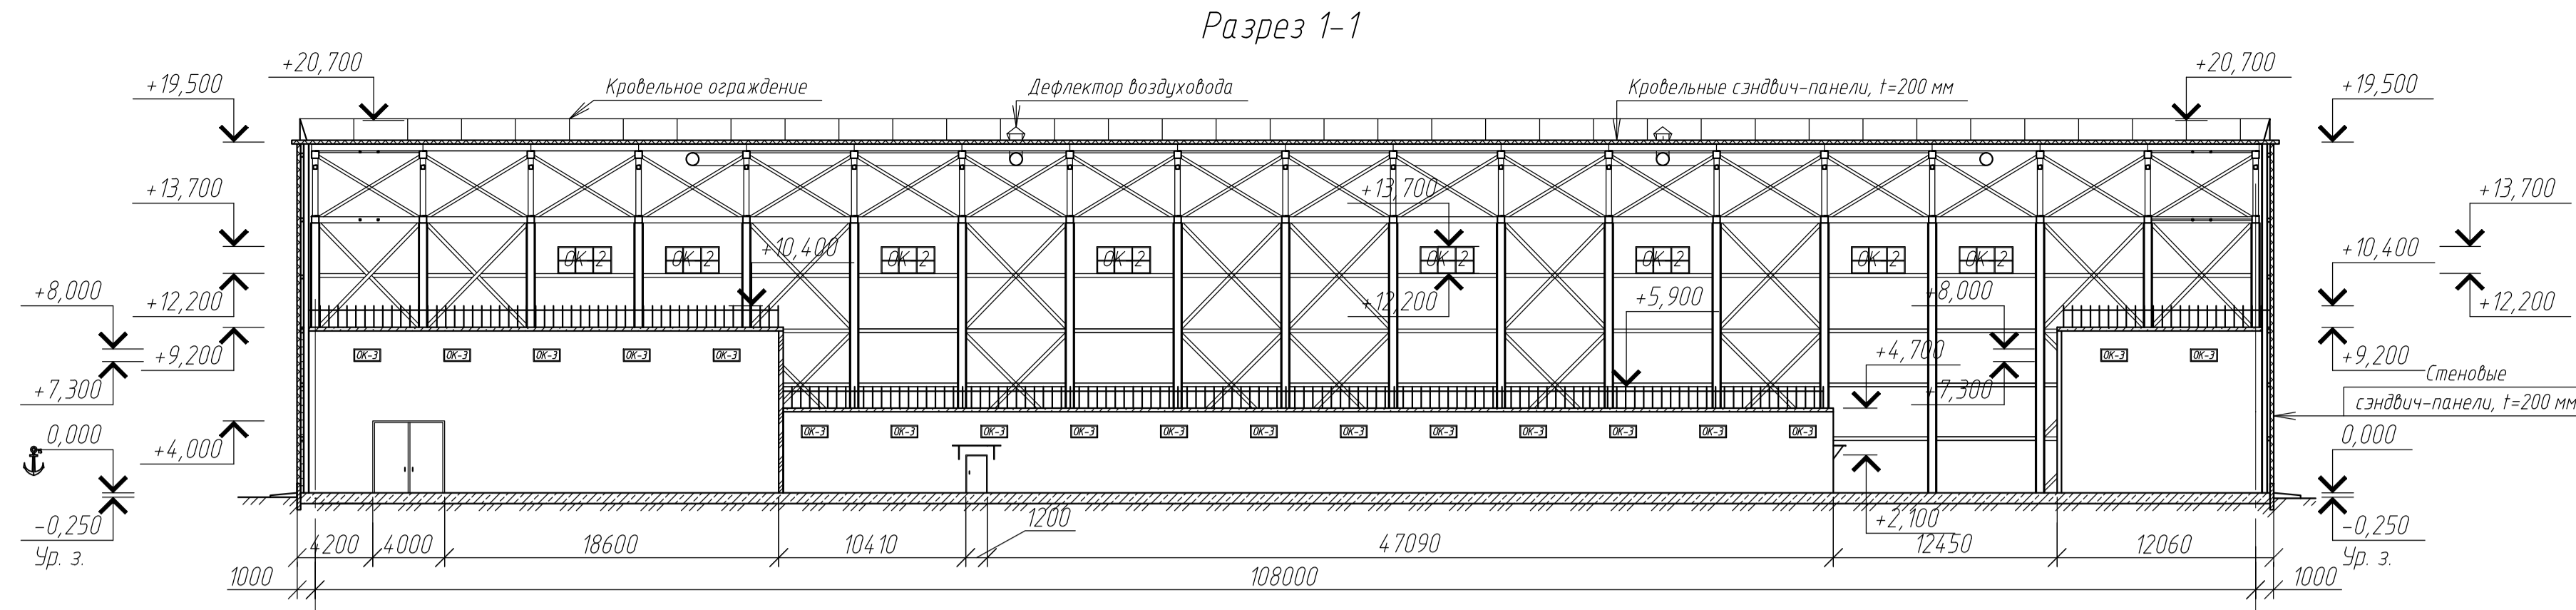 Разрез 1-1
+20,700
+20,700
+19,500
Кровельное ограждение
Дефлектор воздуховода
Кровельные сэндвич-панели, t=200 мм
+19,500
+13,700
+13,700
+13,700
+10,400
+10,400
ОК-2
ОК-2
ОК-2
ОК-2
ОК-2
ОК-2
ОК-2
ОК-2
+8,000
+12,200
+12,200
+5,900
+8,000
+12,200
+9,200
ОК-3
ОК-3
ОК-3
ОК-3
ОК-3
+4,700
ОК-3
ОК-3
+9,200
+7,300
+7,300
Стеновые
сэндвич-панели, t=200 мм
0,000
+4,000
ОК-3
ОК-3
ОК-3
ОК-3
ОК-3
ОК-3
ОК-3
ОК-3
ОК-3
ОК-3
ОК-3
ОК-3
0,000
-0,250
Ур. з.
1200
+2,100
-0,250
Ур. з.
4200
4000
18600
10410
47090
12450
12060
1000
108000
1000